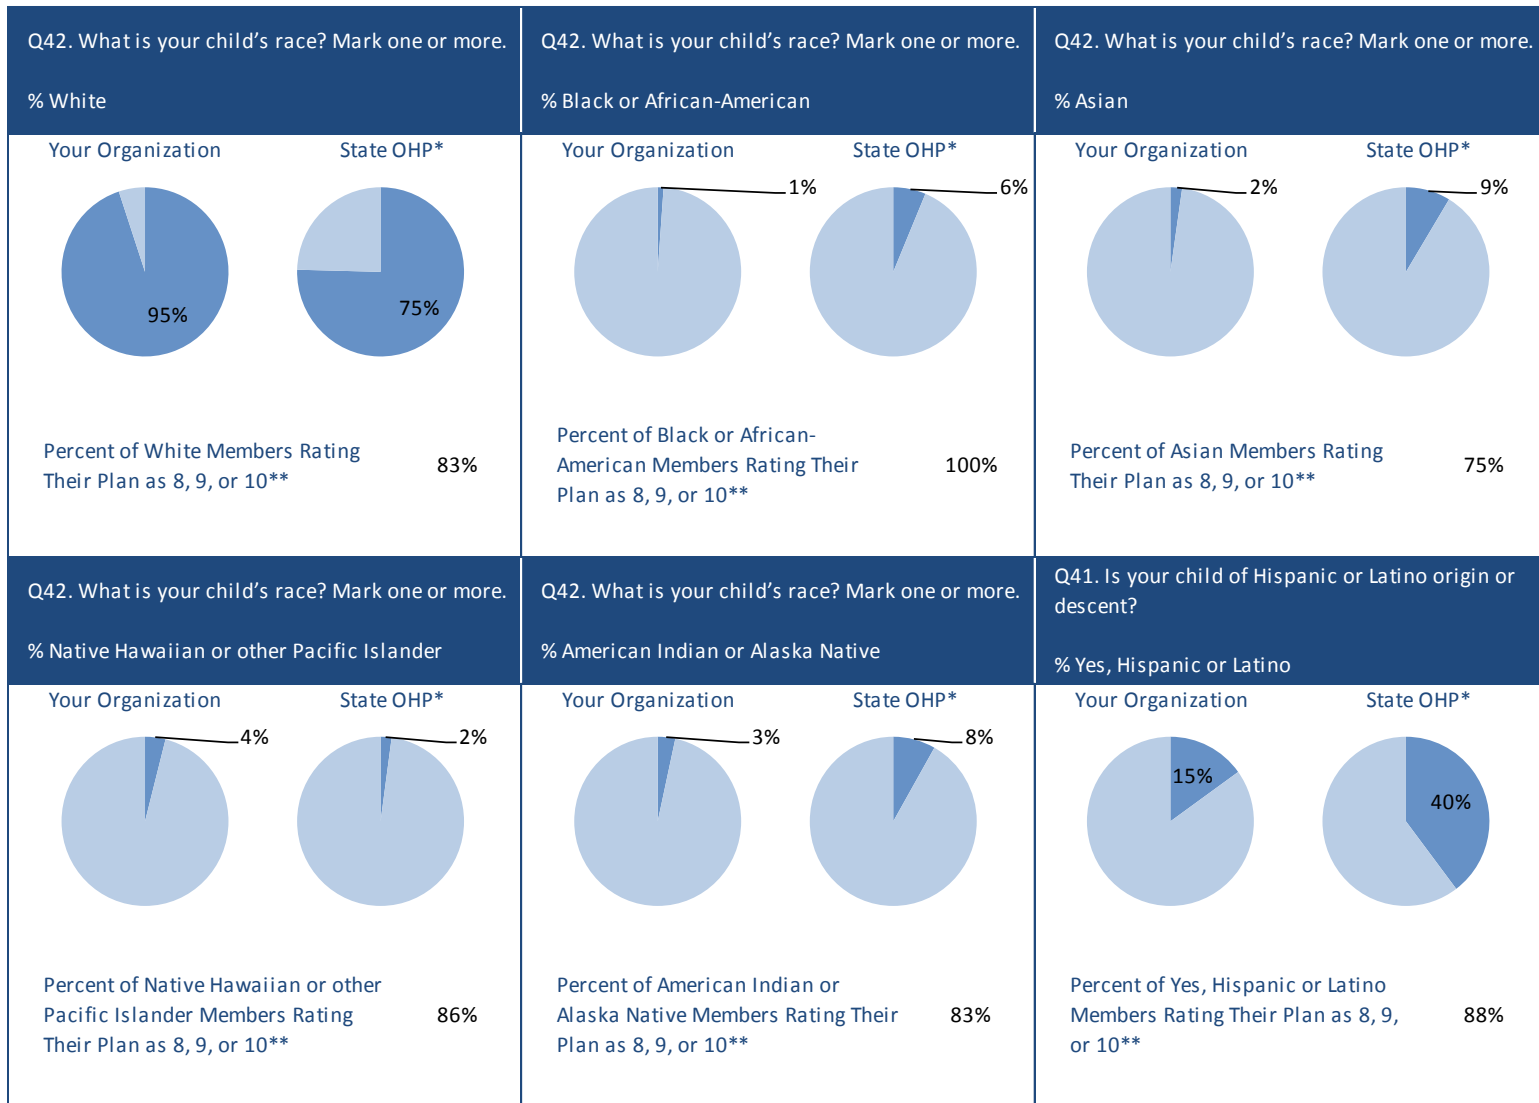 Q42. What is your child’s race? Mark one or more.
% White
Your Organization
State OHP*
95%
75%
Percent of White Members Rating
Their Plan as 8, 9, or 10**
83%
Q42. What is your child’s race? Mark one or more.
% Black or African-American
Your Organization
State OHP*
1%
6%
Percent of Black or African-
American Members Rating Their
Plan as 8, 9, or 10**
100%
Q42. What is your child’s race? Mark one or more.
% Asian
Your Organization
State OHP*
2%
9%
Percent of Asian Members Rating
Their Plan as 8, 9, or 10**
75%
Q42. What is your child’s race? Mark one or more.
% Native Hawaiian or other Pacific Islander
Your Organization
State OHP*
4%
2%
Percent of Native Hawaiian or other
Pacific Islander Members Rating
Their Plan as 8, 9, or 10**
86%
Q42. What is your child’s race? Mark one or more.
% American Indian or Alaska Native
Your Organization
State OHP*
3%
8%
Percent of American Indian or
Alaska Native Members Rating Their
Plan as 8, 9, or 10**
83%
Q41. Is your child of Hispanic or Latino origin or
descent?
% Yes, Hispanic or Latino
Your Organization
State OHP*
15%
40%
Percent of Yes, Hispanic or Latino
Members Rating Their Plan as 8, 9,
or 10**
88%